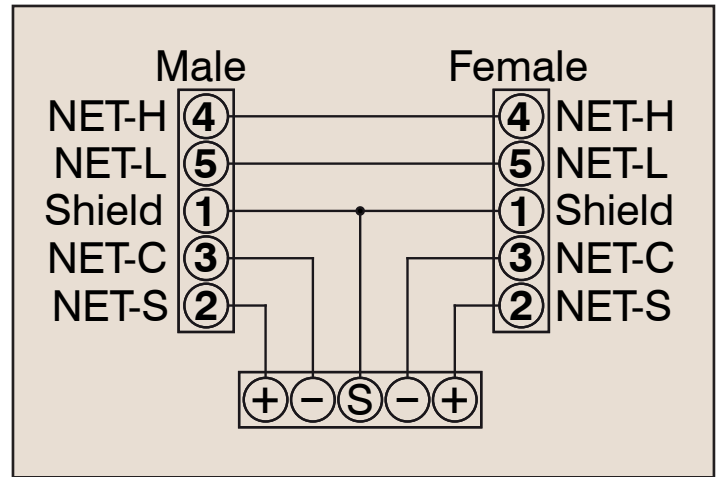 Male Female
NET-H 4 4 NET-H
NET-L 5 5 NET-L
Shield 1 1 Shield
NET-C 3 3 NET-C
NET-S 2 2 NET-S
+ − S − +